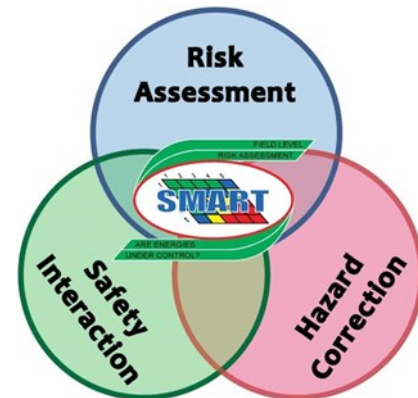 Risk
Assessment
FIELD LEVEL
RISK ASSESSMENT
SMART
ARE ENERGIES
UNDER CONTROL?
Safety
Interaction
Hazard
Correction